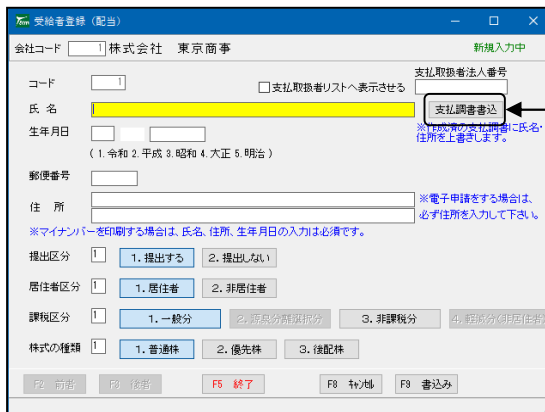 受給者登録（配当）
会社コード 1 株式会社　東京商事 新規入力中
コード 1 □支払取扱者リストへ表示させる 支払取扱者法人番号
氏 名 支払調書書込
※作成済の支払調書に氏名・
住所を上書きします。
生年月日
( 1.令和 2.平成 3.昭和 4.大正 5.明治 )
郵便番号
住　所 ※電子申請をする場合は、
必ず住所を入力して下さい。
※マイナンバーを印刷する場合は、氏名、住所、生年月日の入力は必須です。
提出区分 1 1.提出する 2.提出しない
居住者区分 1 1.居住者 2.非居住者
課税区分 1 1.一般分 3.非課税分
株式の種類 1 1.普通株 2.優先株 3.後配株
F2 前者 F3 後者 F5 終了 F8 ｷｬﾝｾﾙ F9 書込み